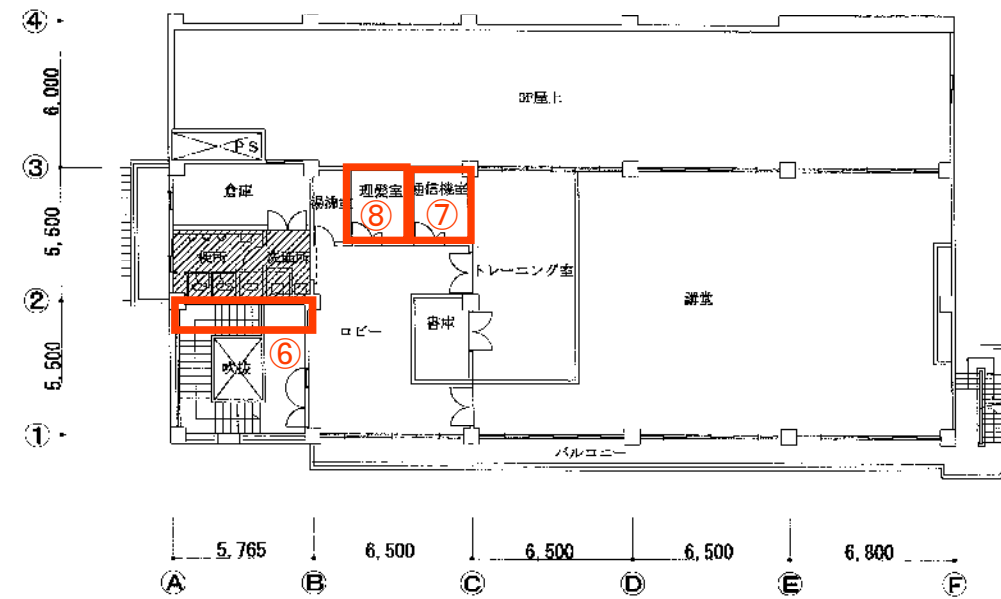 ④
6,000
3F屋上
PS
③
倉庫
湯沸室
理髪室
通信機室
⑧
⑦
5,500
便所
洗面所
トレーニング室
②
講堂
ロビー
書庫
⑥
5,500
吹抜
①
バルコニー
5,765
6,500
6,500
6,500
6,800
Ⓐ
Ⓑ
Ⓒ
Ⓓ
Ⓔ
Ⓕ